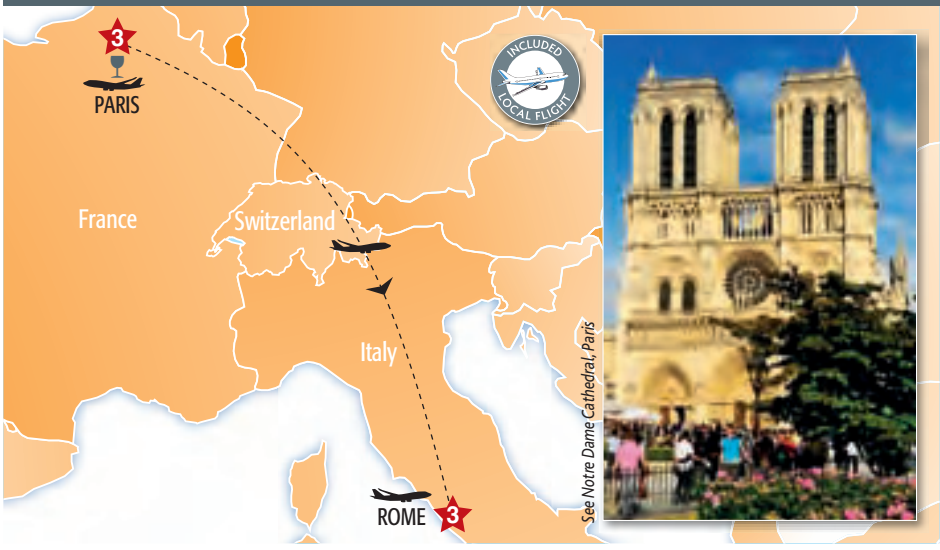 3
PARIS
INCLUDED
LOCAL FLIGHT
France
Switzerland
Italy
ROME
3
See Notre Dame Cathedral, Paris